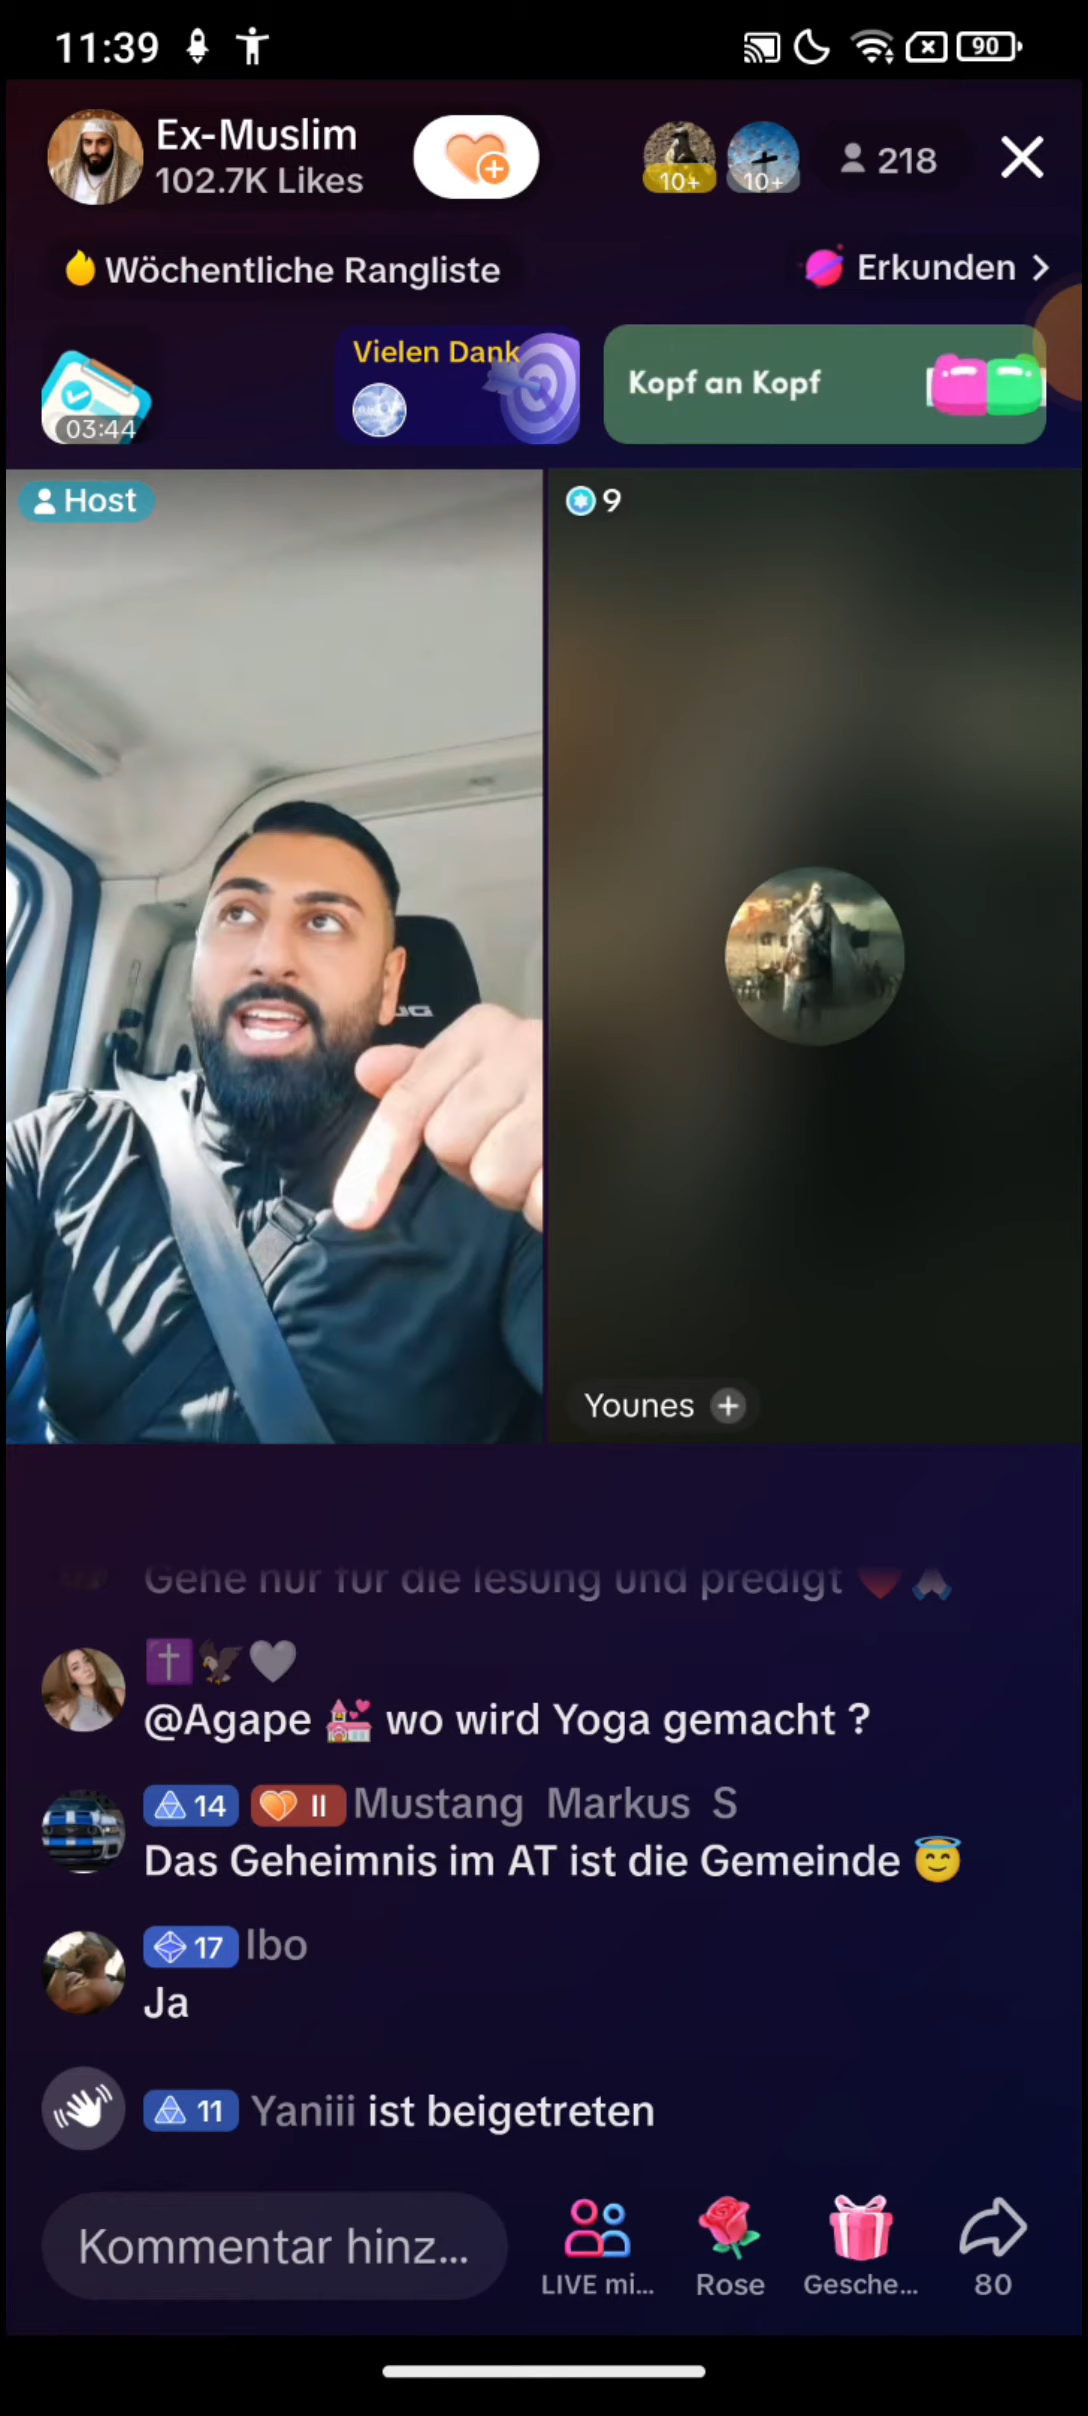 11:39
90
Ex-Muslim
102.7K Likes
10+
10+
218
Wöchentliche Rangliste
Erkunden >
03:44
Vielen Dank
Kopf an Kopf
Host
9
Younes +
Gehe nur für die lesung und predigt ❤️🙏
✝️🦅🩶
@Agape 💒 wo wird Yoga gemacht ?
14 II Mustang Markus S
Das Geheimnis im AT ist die Gemeinde 😇
17 Ibo
Ja
11 Yaniii ist beigetreten
Kommentar hinz...
LIVE mi...
Rose
Gesche...
80